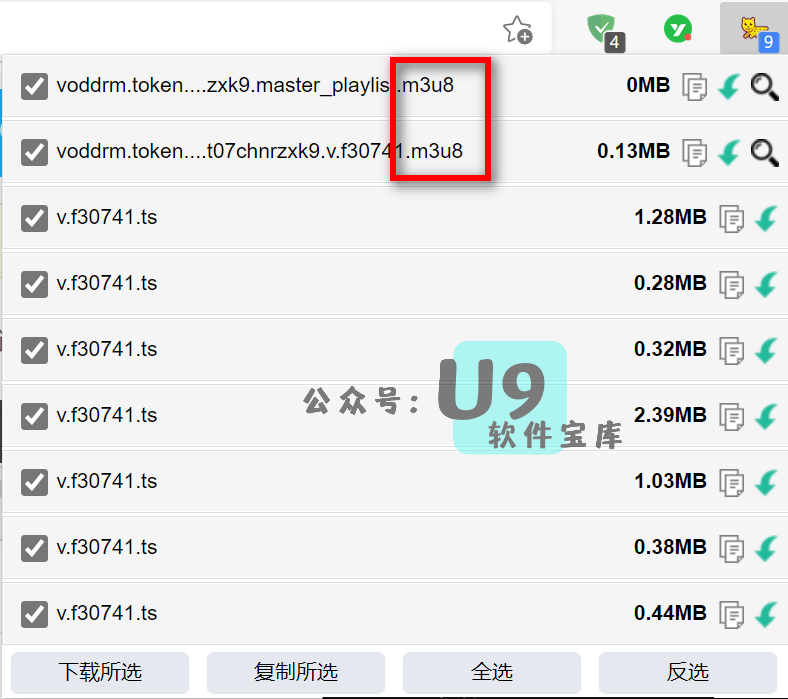 4
9
voddrm.token....zxk9.master_playlis.m3u8 0MB
voddrm.token....t07chnrzxk9.v.f30741.m3u8 0.13MB
v.f30741.ts 1.28MB
v.f30741.ts 0.28MB
v.f30741.ts 0.32MB
公众号：U9
v.f30741.ts 2.39MB
软件宝库
v.f30741.ts 1.03MB
v.f30741.ts 0.38MB
v.f30741.ts 0.44MB
下载所选 复制所选 全选 反选